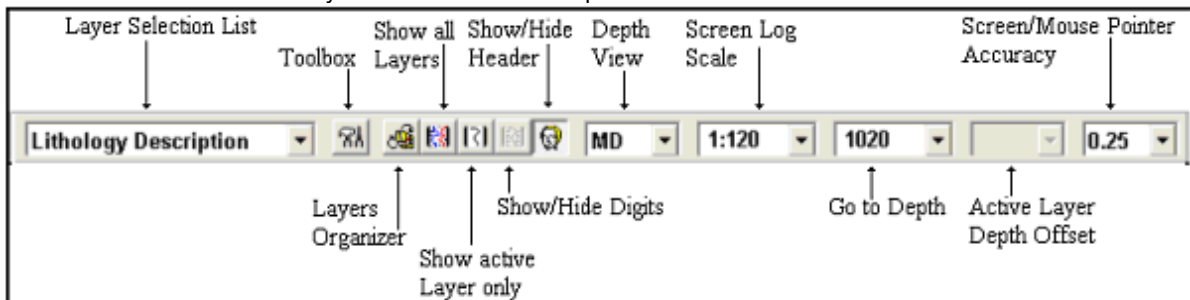 Layer Selection List
Toolbox
Show all
Layers
Show/Hide
Header
Depth
View
Screen Log
Scale
Screen/Mouse Pointer
Accuracy
Lithology Description
MD
1:120
1020
0.25
Layers
Organizer
Show active
Layer only
Show/Hide Digits
Go to Depth
Active Layer
Depth Offset